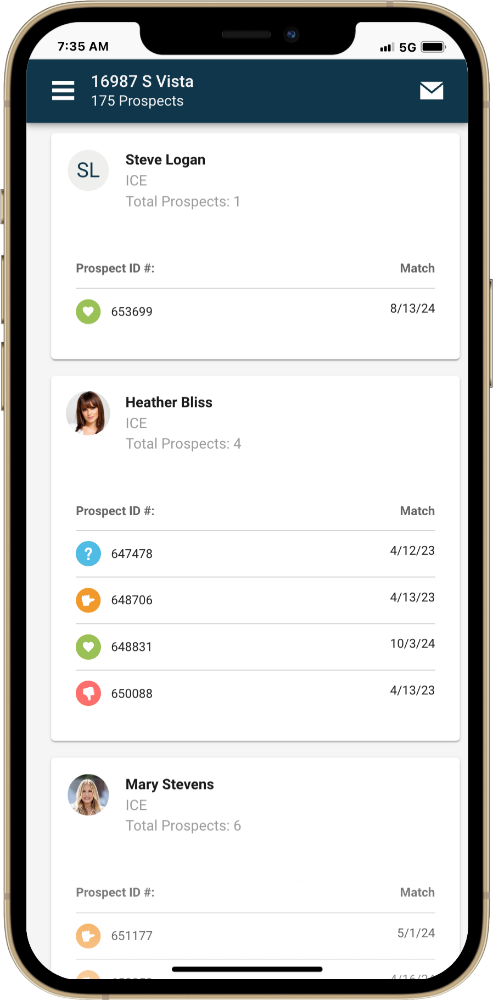 7:35 AM
5G
16987 S Vista
175 Prospects
SL
Steve Logan
ICE
Total Prospects: 1
Prospect ID #: Match
653699 8/13/24
Heather Bliss
ICE
Total Prospects: 4
Prospect ID #: Match
? 647478 4/12/23
648706 4/13/23
648831 10/3/24
650088 4/13/23
Mary Stevens
ICE
Total Prospects: 6
Prospect ID #: Match
651177 5/1/24
4/16/24